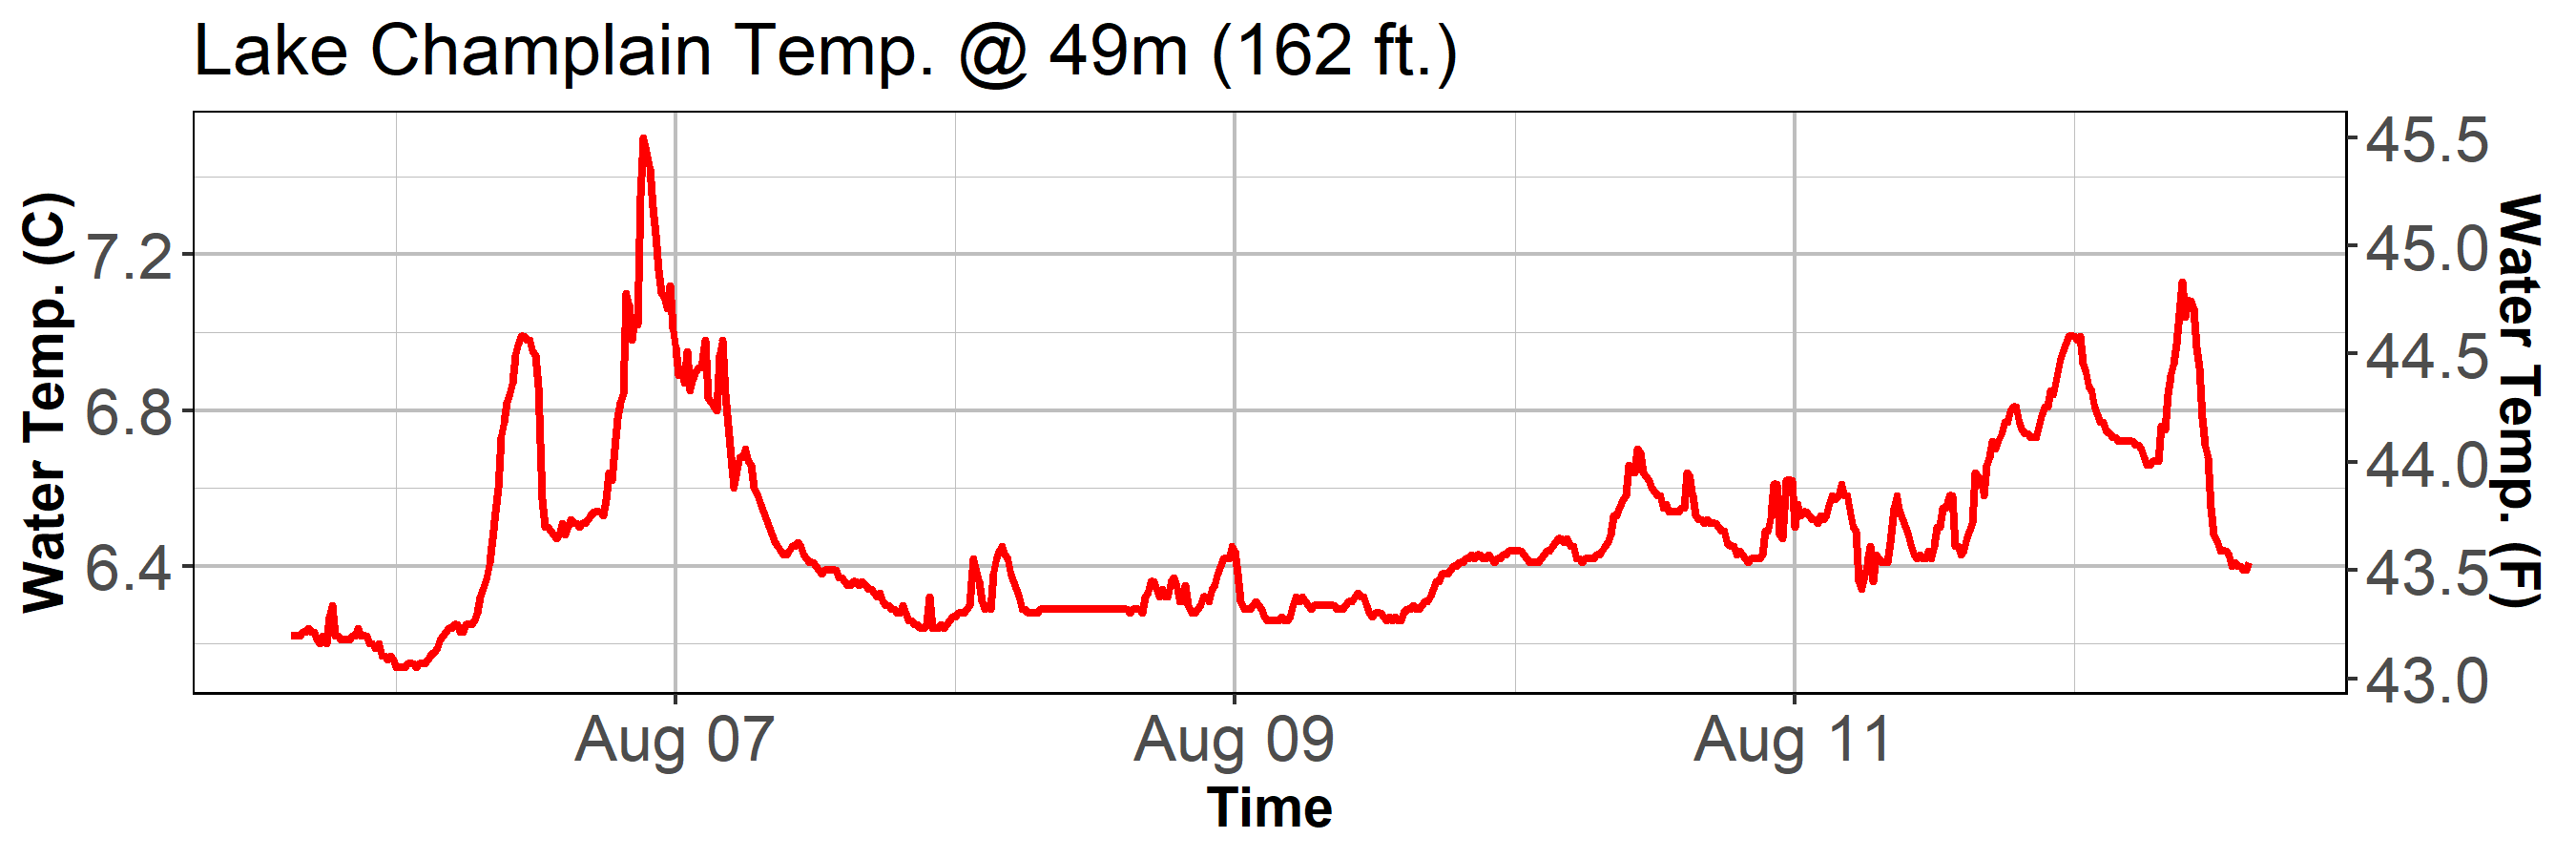 Lake Champlain Temp. @ 49m (162 ft.)
Water Temp. (C)
7.2
6.8
6.4
45.5
45.0
44.5
44.0
43.5
43.0
Water Temp. (F)
Aug 07 Aug 09 Aug 11
Time